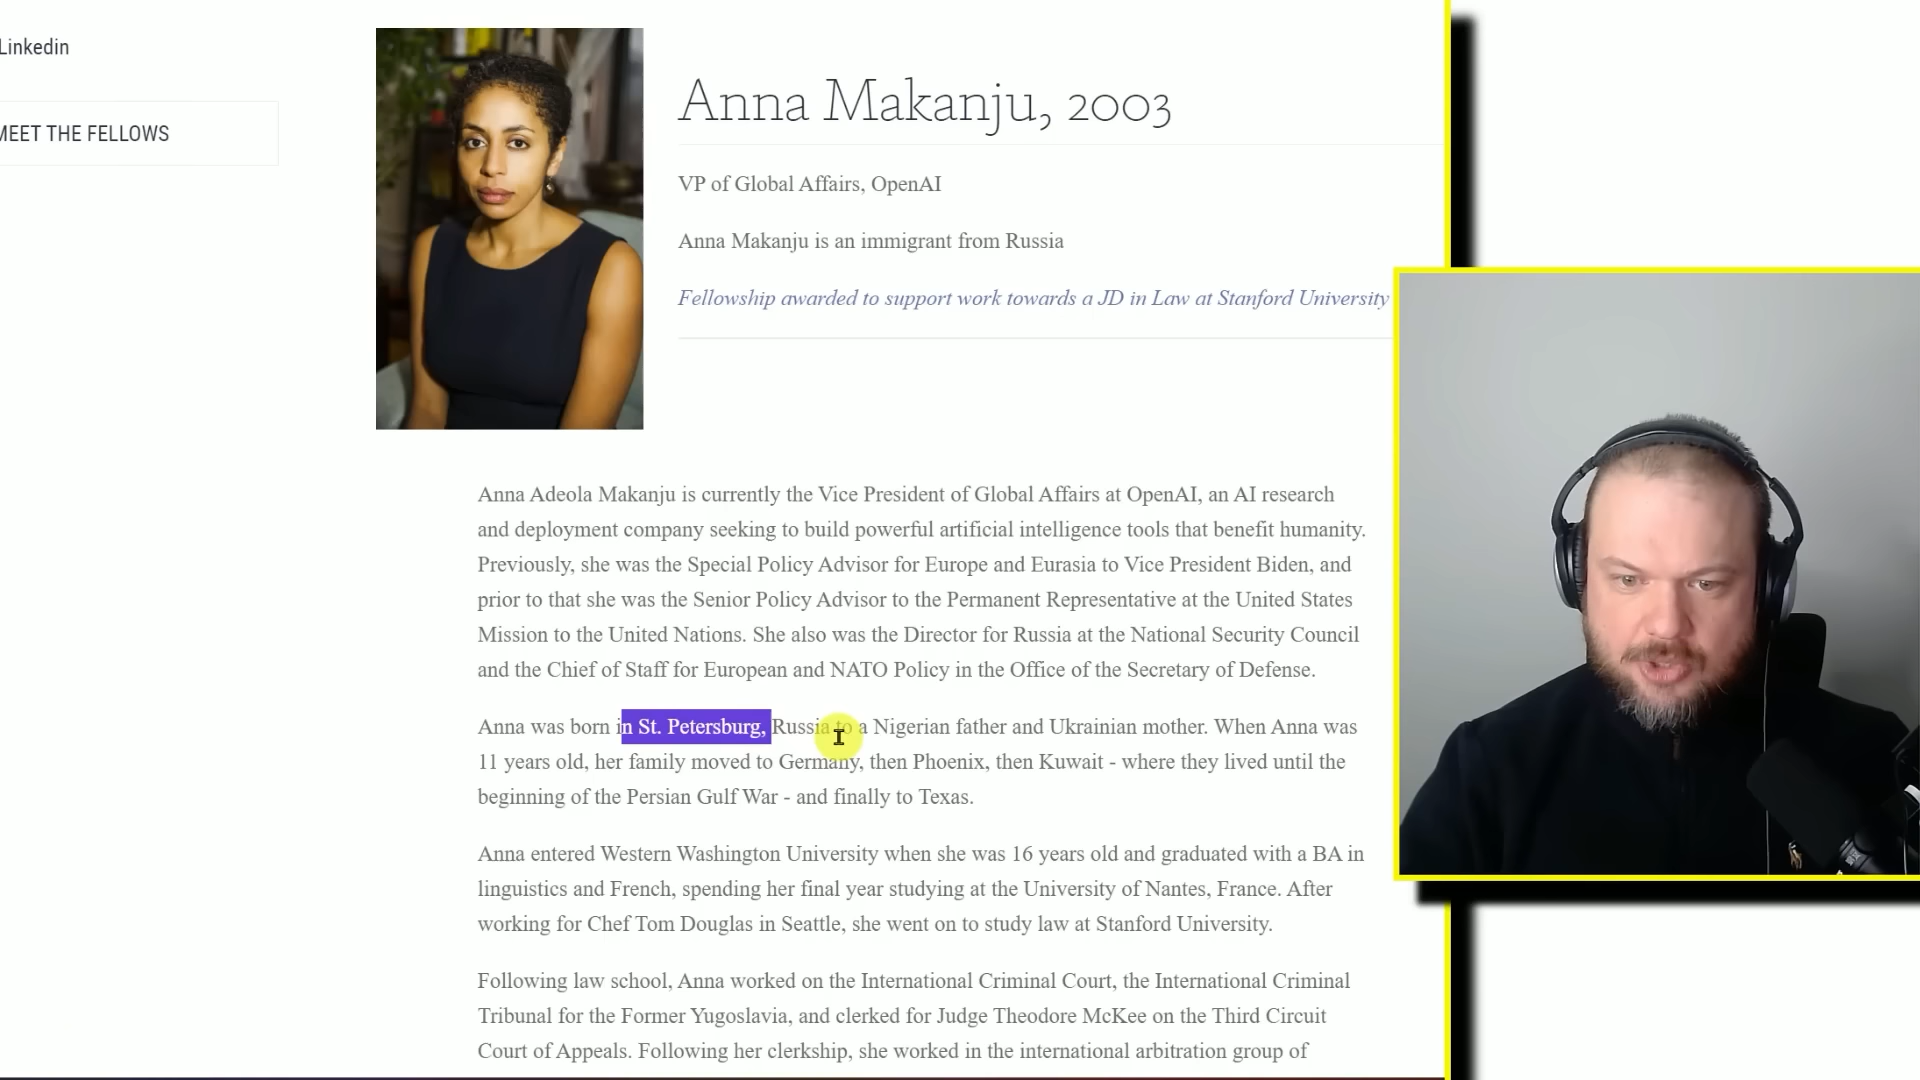 Linkedin
MEET THE FELLOWS
Anna Makanju, 2003
VP of Global Affairs, OpenAI
Anna Makanju is an immigrant from Russia
Fellowship awarded to support work towards a JD in Law at Stanford University
Anna Adeola Makanju is currently the Vice President of Global Affairs at OpenAI, an AI research
and deployment company seeking to build powerful artificial intelligence tools that benefit humanity.
Previously, she was the Special Policy Advisor for Europe and Eurasia to Vice President Biden, and
prior to that she was the Senior Policy Advisor to the Permanent Representative at the United States
Mission to the United Nations. She also was the Director for Russia at the National Security Council
and the Chief of Staff for European and NATO Policy in the Office of the Secretary of Defense.
Anna was born in St. Petersburg, Russia to a Nigerian father and Ukrainian mother. When Anna was
11 years old, her family moved to Germany, then Phoenix, then Kuwait - where they lived until the
beginning of the Persian Gulf War - and finally to Texas.
Anna entered Western Washington University when she was 16 years old and graduated with a BA in
linguistics and French, spending her final year studying at the University of Nantes, France. After
working for Chef Tom Douglas in Seattle, she went on to study law at Stanford University.
Following law school, Anna worked on the International Criminal Court, the International Criminal
Tribunal for the Former Yugoslavia, and clerked for Judge Theodore McKee on the Third Circuit
Court of Appeals. Following her clerkship, she worked in the international arbitration group of